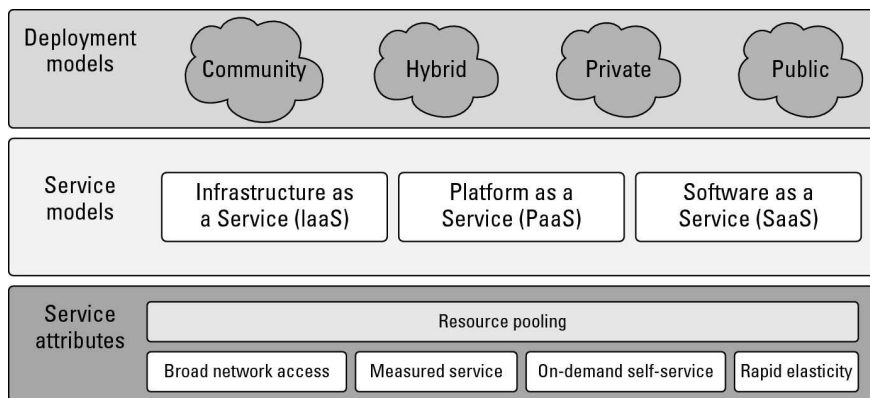 Deployment
models
Community
Hybrid
Private
Public
Service
models
Infrastructure as
a Service (IaaS)
Platform as a
Service (PaaS)
Software as a
Service (SaaS)
Service
attributes
Resource pooling
Broad network access
Measured service
On-demand self-service
Rapid elasticity